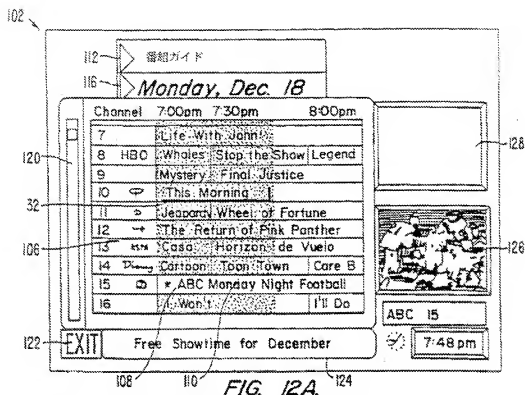 102
112 番組ガイド
116 Monday, Dec. 18
Channel 7:00pm 7:30pm 8:00pm
7 Life With John
8 HBO Whales Stop the Show Legend
9 Mystery Final Justice
10 This Morning
11 Jeopardy Wheel of Fortune
12 The Return of Pink Panther
13 Casa Horizon de Vuelo
14 Disney Cartoon Toon Town Care B
15 * ABC Monday Night Football
16 I Won't I'll Do
120
32
106
128
126
ABC 15
7:48 pm
122 EXIT Free Showtime for December
108 110 124
FIG. 12A.